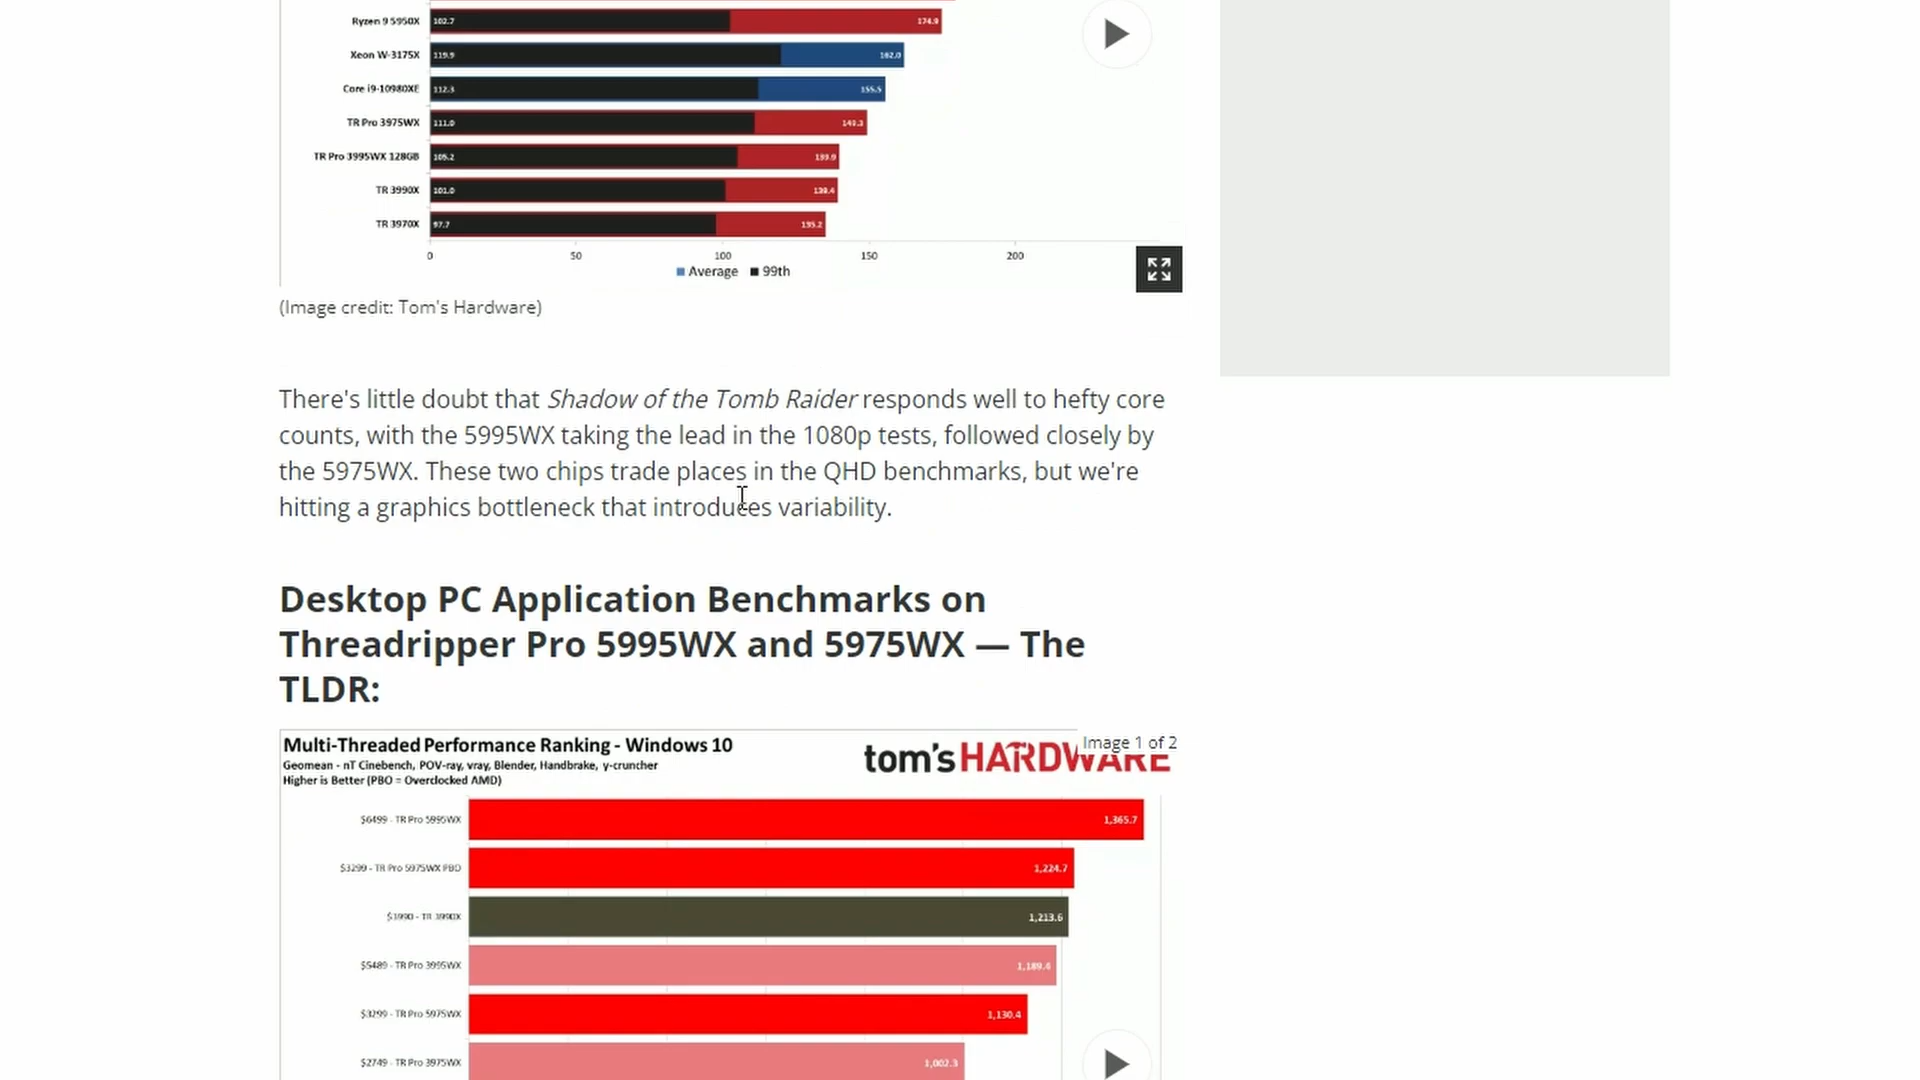 Ryzen 9 5950X 102.7 174.9
Xeon W-3175X 119.9 162.0
Core i9-10980XE 112.3 155.5
TR Pro 3975WX 111.0 149.3
TR Pro 3995WX 128GB 105.2 139.9
TR 3990X 101.0 139.4
TR 3970X 97.7 135.2
0 50 100 150 200
Average 99th
(Image credit: Tom's Hardware)
There's little doubt that Shadow of the Tomb Raider responds well to hefty core
counts, with the 5995WX taking the lead in the 1080p tests, followed closely by
the 5975WX. These two chips trade places in the QHD benchmarks, but we're
hitting a graphics bottleneck that introduces variability.
Desktop PC Application Benchmarks on
Threadripper Pro 5995WX and 5975WX — The
TLDR:
Multi-Threaded Performance Ranking - Windows 10
Geomean - nT Cinebench, POV-ray, vray, Blender, Handbrake, y-cruncher
Higher is Better (PBO = Overclocked AMD)
tom's HARDWARE
Image 1 of 2
$6499 - TR Pro 5995WX 1,365.7
$3299 - TR Pro 5975WX PBO 1,224.7
$3990 - TR 3990X 1,213.6
$5489 - TR Pro 3995WX 1,189.4
$3299 - TR Pro 5975WX 1,130.4
$2749 - TR Pro 3975WX 1,002.3